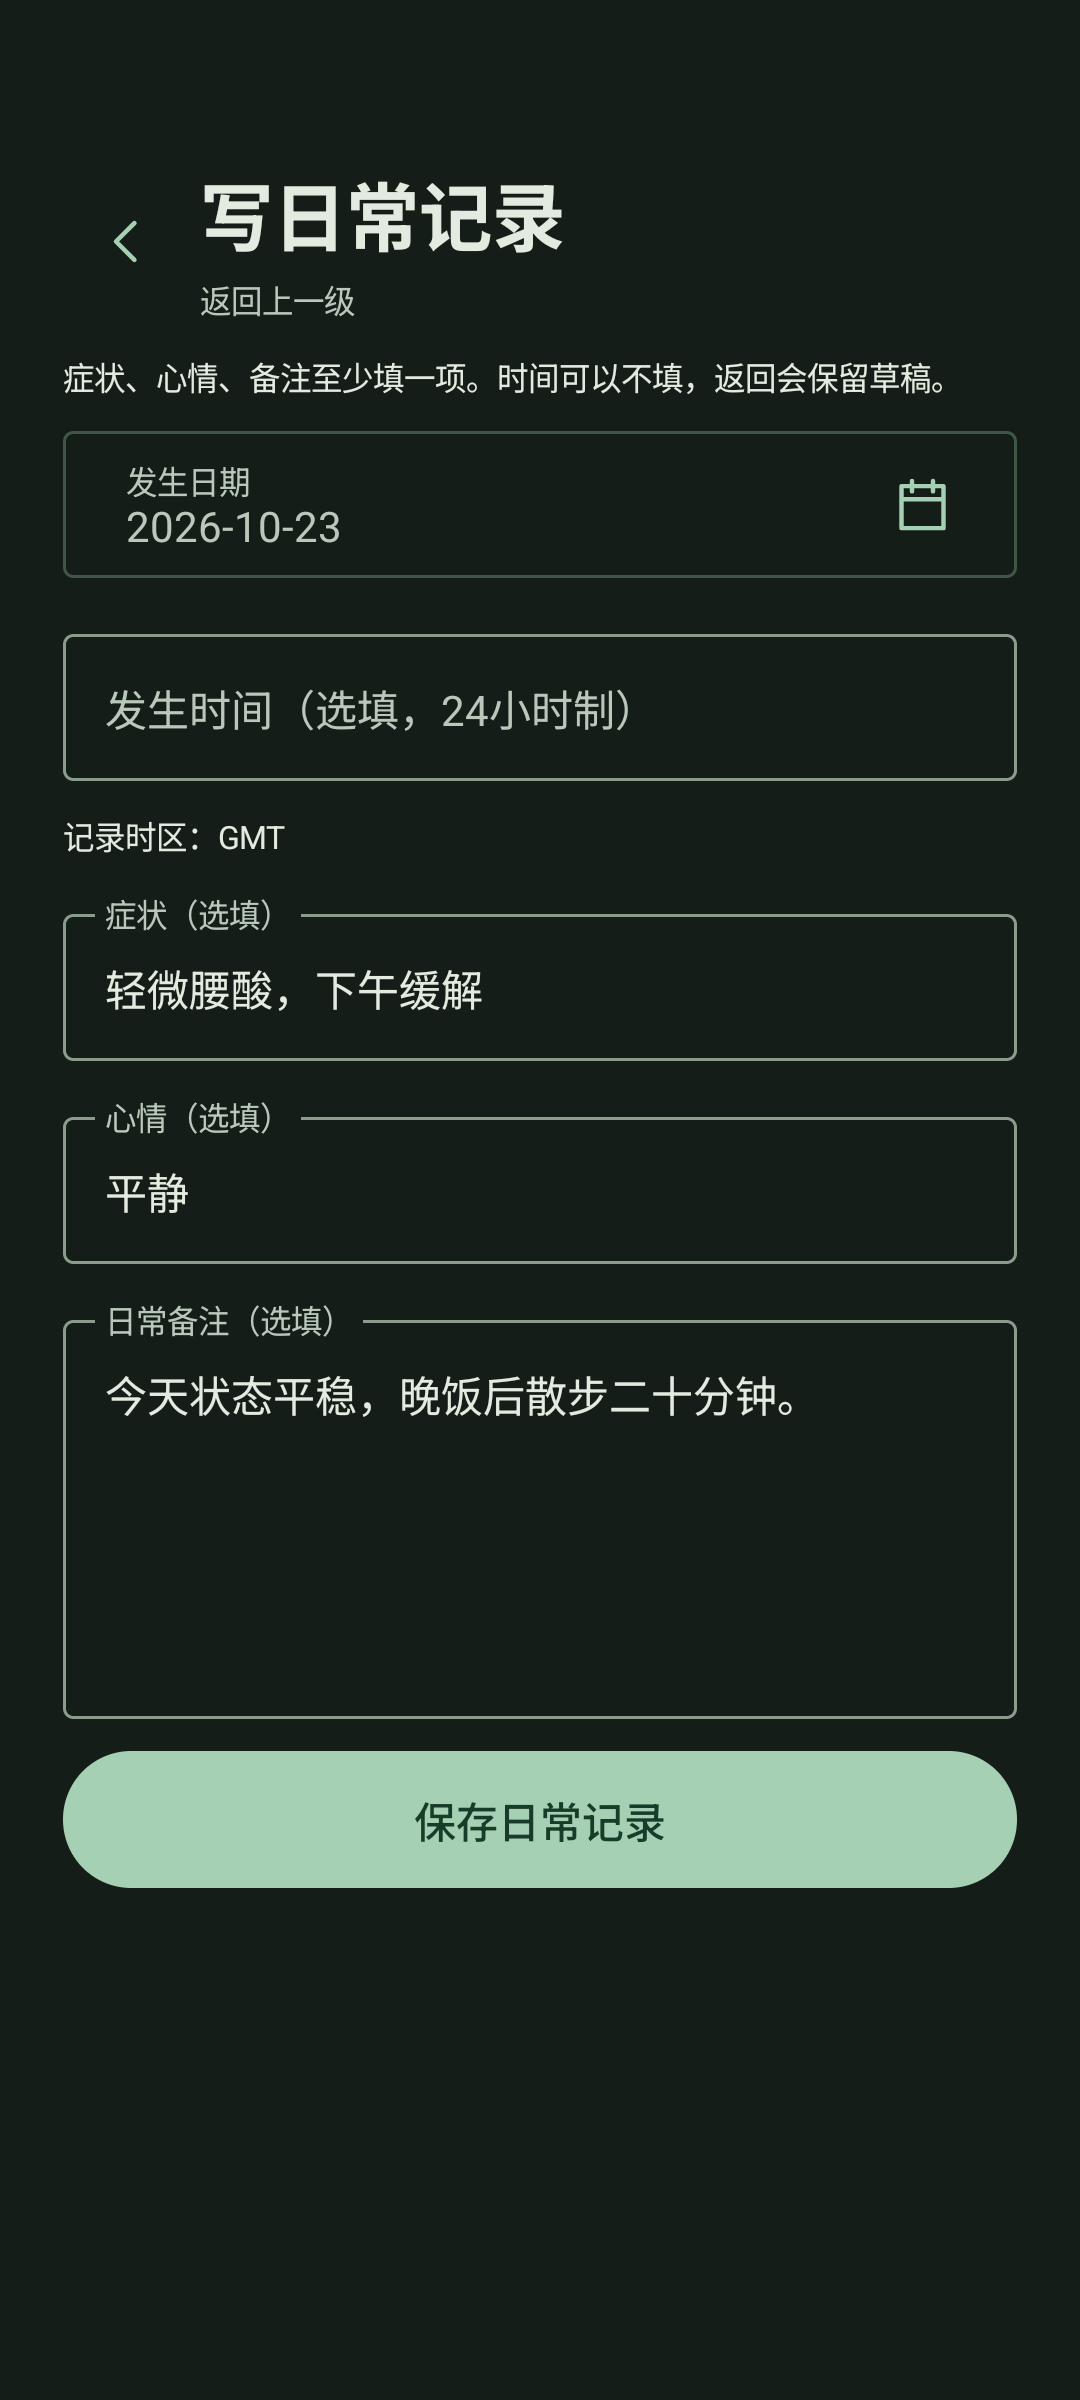 写日常记录
返回上一级
症状、心情、备注至少填一项。时间可以不填，返回会保留草稿。
发生日期
2026-10-23
发生时间（选填，24小时制）
记录时区：GMT
症状（选填）
轻微腰酸，下午缓解
心情（选填）
平静
日常备注（选填）
今天状态平稳，晚饭后散步二十分钟。
保存日常记录